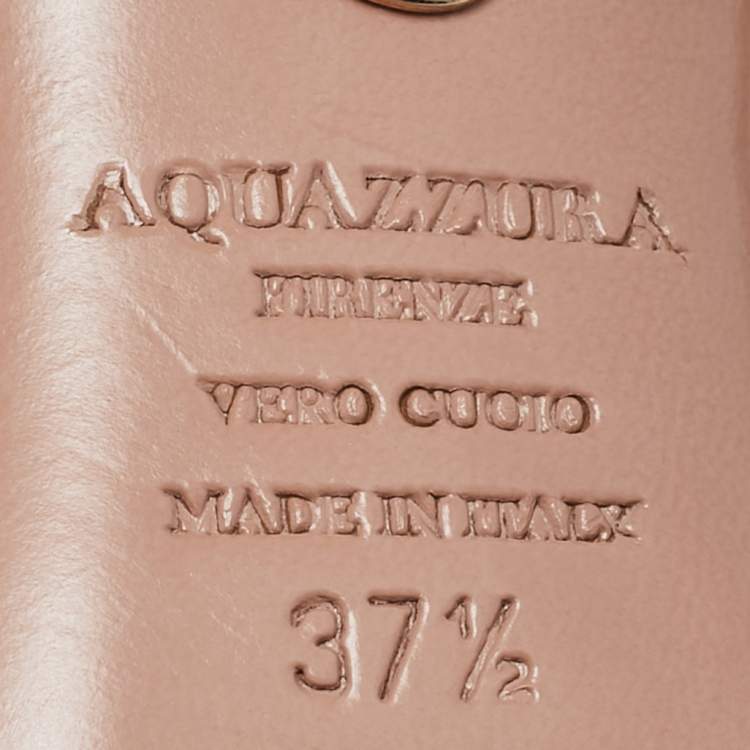 AQUAZZURA
FIRENZE
VERO CUOIO
MADE IN ITALY
37½